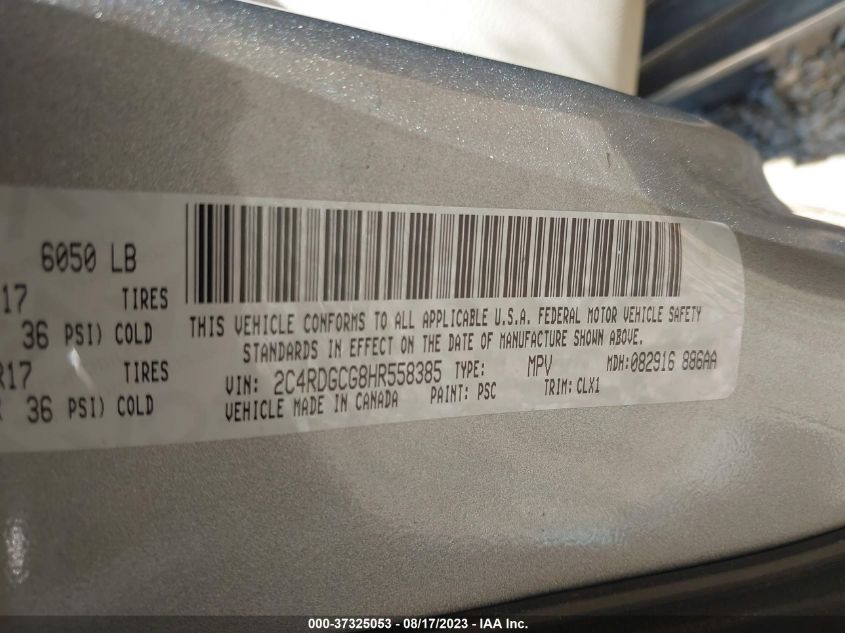 6050 LB
17 TIRES
36 PSI) COLD
R17 TIRES
36 PSI) COLD
THIS VEHICLE CONFORMS TO ALL APPLICABLE U.S.A. FEDERAL MOTOR VEHICLE SAFETY
STANDARDS IN EFFECT ON THE DATE OF MANUFACTURE SHOWN ABOVE.
VIN: 2C4RDGCG8HR558385 TYPE: MPV MDH:082916 886AA
VEHICLE MADE IN CANADA PAINT: PSC TRIM: CLX1
000-37325053 - 08/17/2023 - IAA Inc.